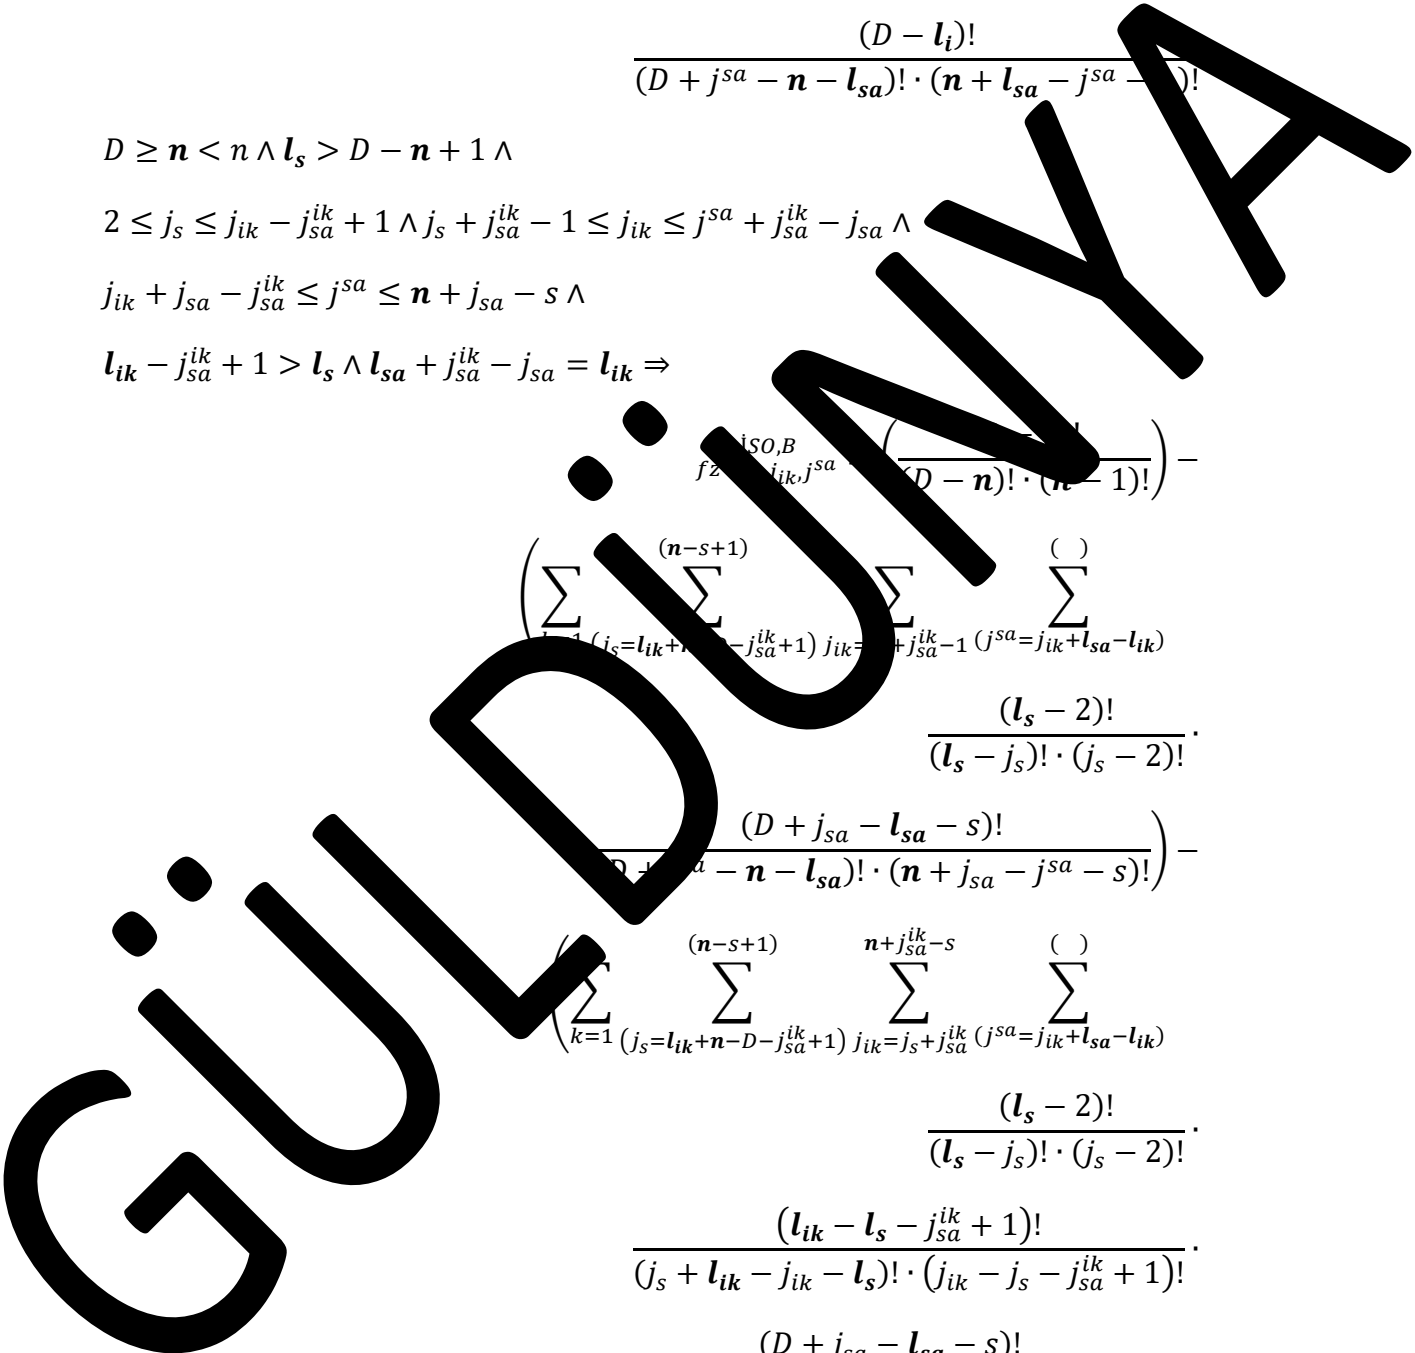 (D − l_i)!
(D + j^{sa} − n − l_{sa})! · (n + l_{sa} − j^{sa} − )!
D ≥ n < n ∧ l_s > D − n + 1 ∧
2 ≤ j_s ≤ j_{ik} − j_{sa}^{ik} + 1 ∧ j_s + j_{sa}^{ik} − 1 ≤ j_{ik} ≤ j^{sa} + j_{sa}^{ik} − j_{sa} ∧
j_{ik} + j_{sa} − j_{sa}^{ik} ≤ j^{sa} ≤ n + j_{sa} − s ∧
l_{ik} − j_{sa}^{ik} + 1 > l_s ∧ l_{sa} + j_{sa}^{ik} − j_{sa} = l_{ik} ⇒
(D − n)! · (n − 1)! ) −
( ∑ ∑ ∑ ∑
(n−s+1) ( )
j_{ik}= +j_{sa}^{ik}−1 (j^{sa}=j_{ik}+l_{sa}−l_{ik})
(l_s − 2)!
(l_s − j_s)! · (j_s − 2)! ·
(D + j_{sa} − l_{sa} − s)!
− n − l_{sa})! · (n + j_{sa} − j^{sa} − s)! ) −
(n−s+1) n+j_{sa}^{ik}−s ( )
( ∑ ∑ ∑ ∑
k=1 (j_s=l_{ik}+n−D−j_{sa}^{ik}+1) j_{ik}=j_s+j_{sa}^{ik} (j^{sa}=j_{ik}+l_{sa}−l_{ik})
(l_s − 2)!
(l_s − j_s)! · (j_s − 2)! ·
(l_{ik} − l_s − j_{sa}^{ik} + 1)!
(j_s + l_{ik} − j_{ik} − l_s)! · (j_{ik} − j_s − j_{sa}^{ik} + 1)! ·
(D + j_{sa} − l_{sa} − s)!
GÜLDÜNYA